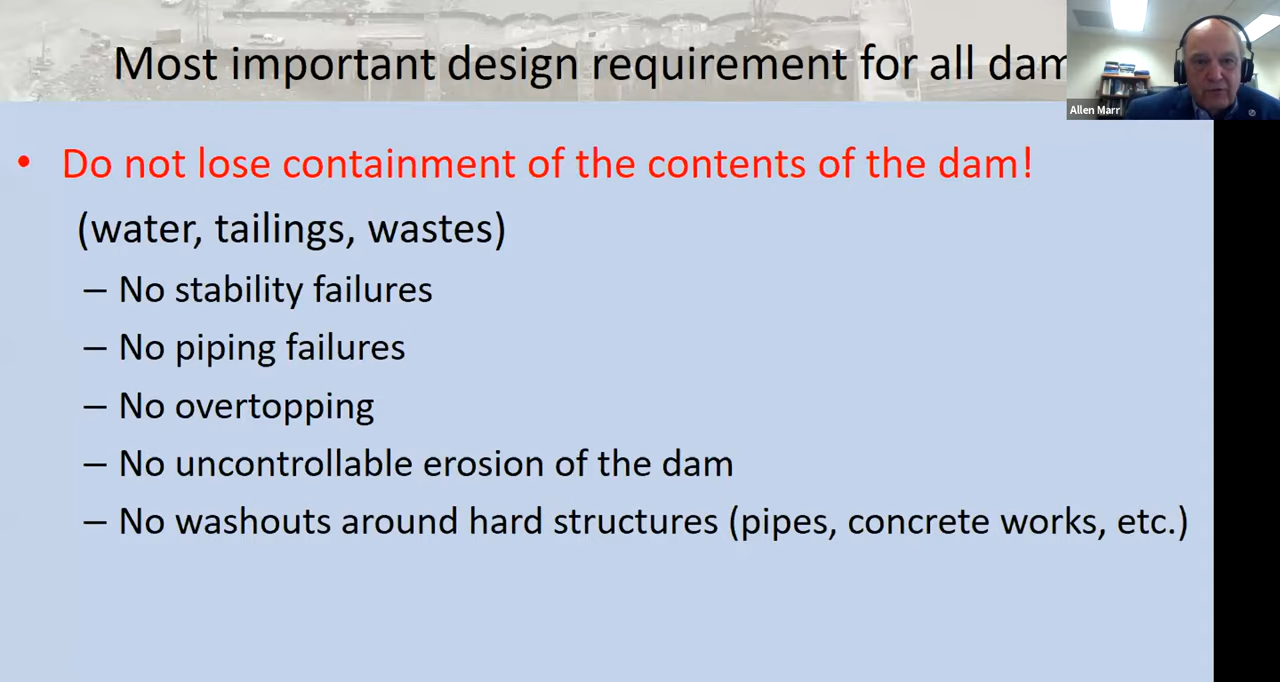 Most important design requirement for all dam
Allen Marr
• Do not lose containment of the contents of the dam!
(water, tailings, wastes)
– No stability failures
– No piping failures
– No overtopping
– No uncontrollable erosion of the dam
– No washouts around hard structures (pipes, concrete works, etc.)